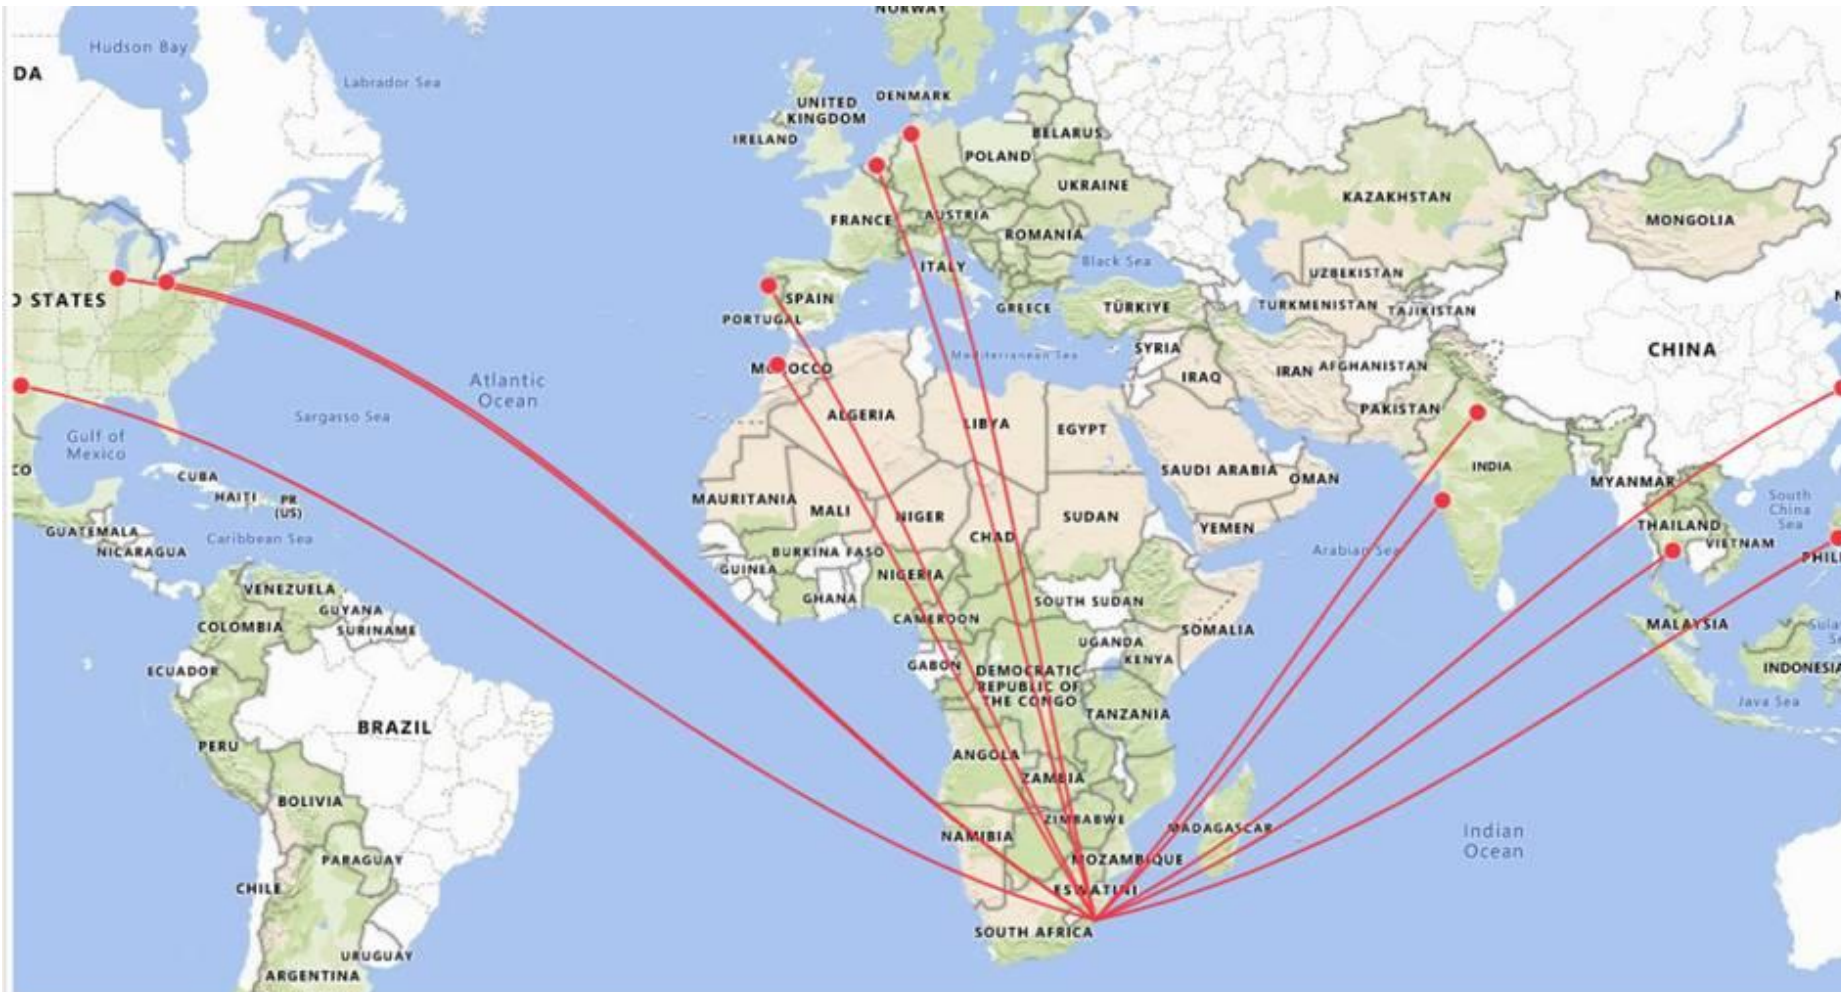 NORWAY
Hudson Bay
DA
Labrador Sea
DENMARK
UNITED
KINGDOM
IRELAND
BELARUS
POLAND
UKRAINE
KAZAKHSTAN
MONGOLIA
FRANCE
AUSTRIA
ROMANIA
Black Sea
ITALY
UZBEKISTAN
D STATES
SPAIN
PORTUGAL
GREECE
TÜRKIYE
TURKMENISTAN
TAJIKISTAN
N
Mediterranean Sea
SYRIA
CHINA
MOROCCO
IRAQ
IRAN
AFGHANISTAN
Atlantic
Ocean
Sargasso Sea
ALGERIA
LIBYA
EGYPT
PAKISTAN
Gulf of
Mexico
CO
CUBA
HAITI
PR
(US)
SAUDI ARABIA
OMAN
INDIA
MYANMAR
MAURITANIA
MALI
NIGER
CHAD
SUDAN
YEMEN
South
China
Sea
THAILAND
VIETNAM
GUATEMALA
NICARAGUA
Caribbean Sea
BURKINA FASO
GUINEA
NIGERIA
GHANA
Arabian Sea
PHILI
VENEZUELA
GUYANA
COLOMBIA
SURINAME
CAMEROON
SOUTH SUDAN
SOMALIA
UGANDA
KENYA
MALAYSIA
Sulu
Se
ECUADOR
GABON
DEMOCRATIC
REPUBLIC OF
THE CONGO
INDONESIA
Java Sea
BRAZIL
PERU
TANZANIA
ANGOLA
ZAMBIA
BOLIVIA
ZIMBABWE
NAMIBIA
MADAGASCAR
Indian
Ocean
PARAGUAY
MOZAMBIQUE
CHILE
ESWATINI
SOUTH AFRICA
URUGUAY
ARGENTINA